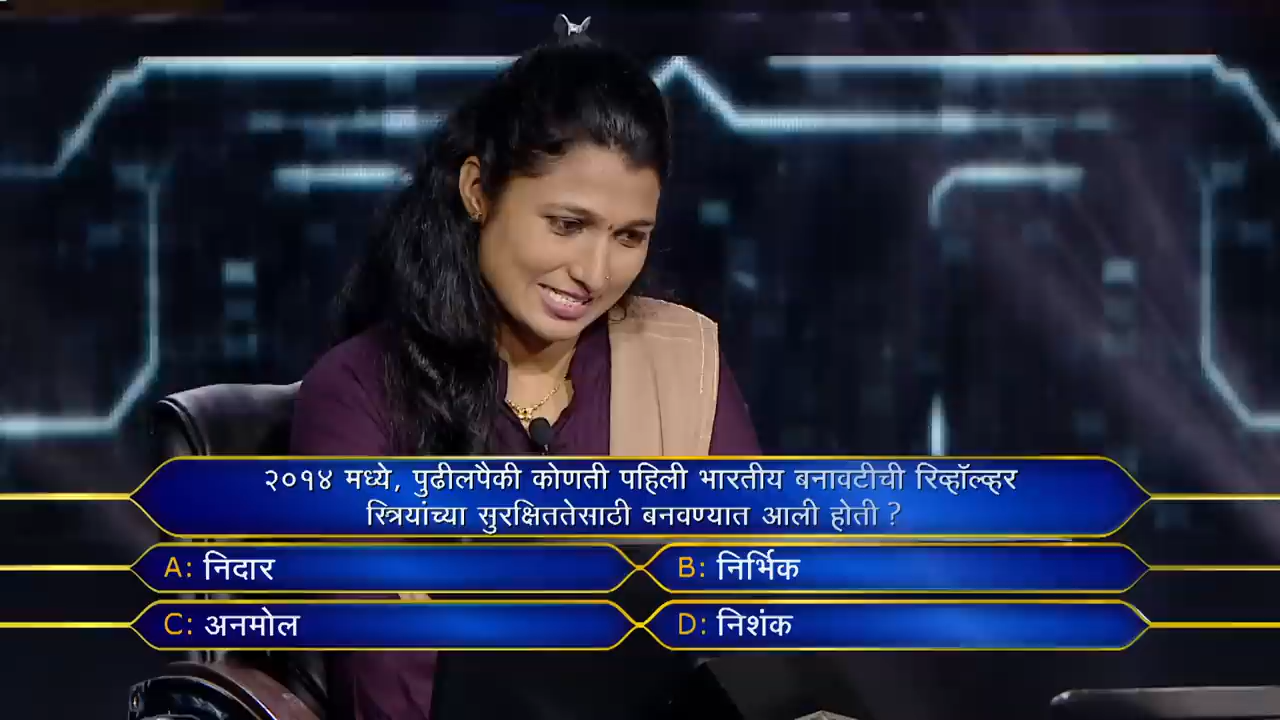 २०१४ मध्ये, पुढीलपैकी कोणती पहिली भारतीय बनावटीची रिव्हॉल्व्हर
स्त्रियांच्या सुरक्षिततेसाठी बनवण्यात आली होती ?
A: निदार
B: निर्भिक
C: अनमोल
D: निशंक